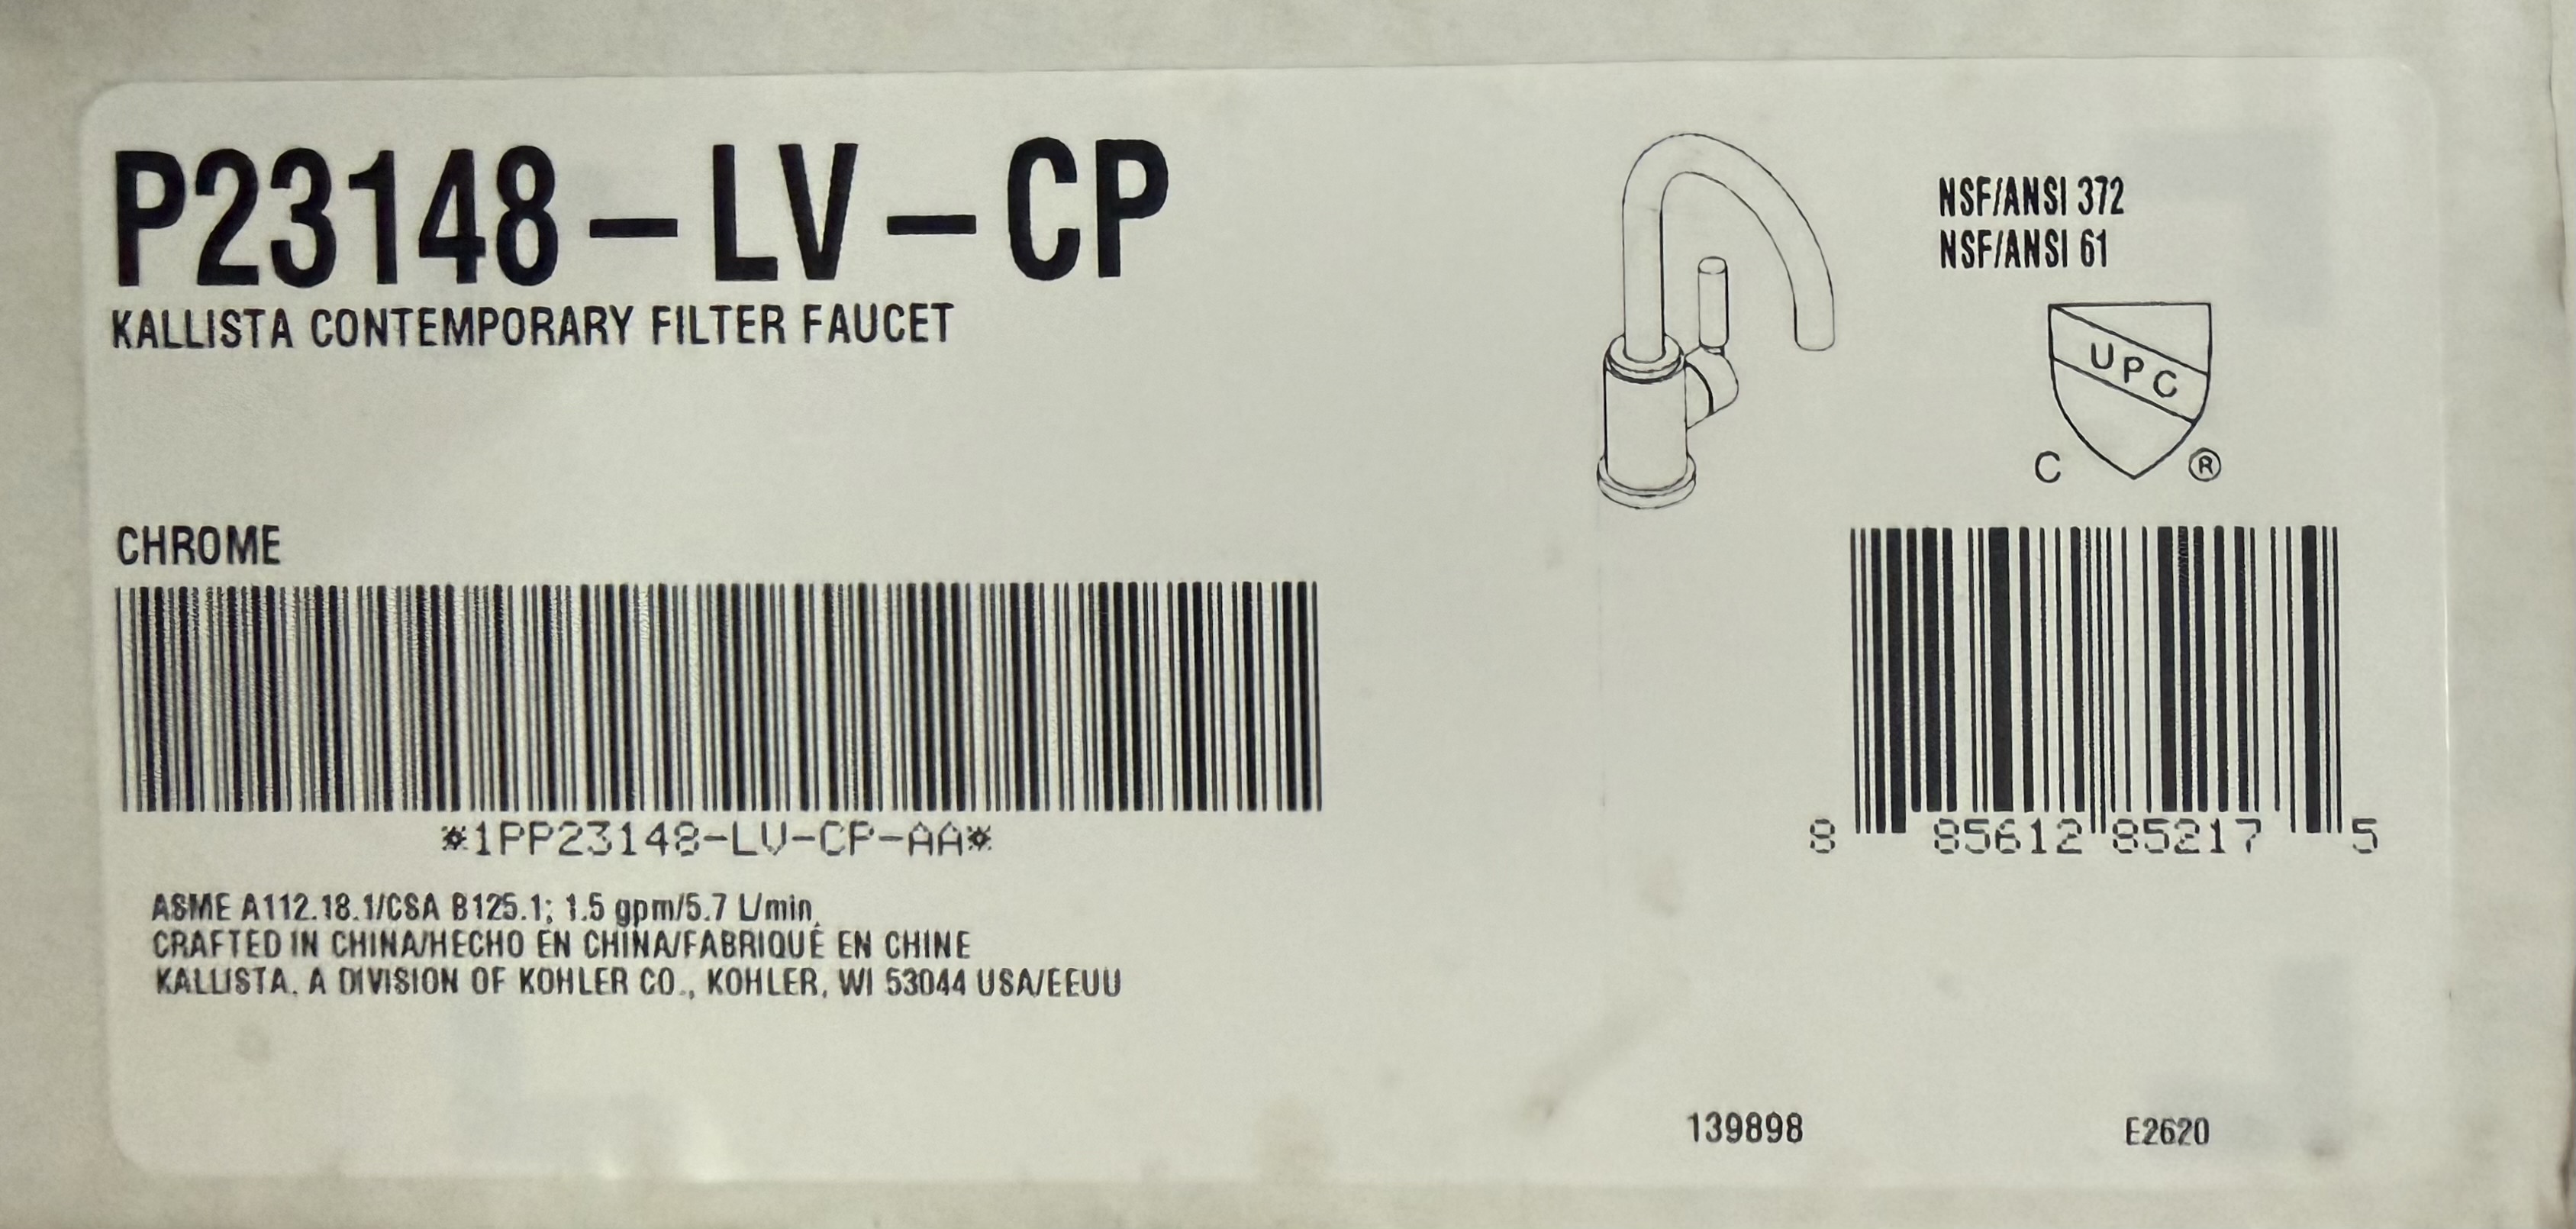 P23148-LV-CP
KALLISTA CONTEMPORARY FILTER FAUCET
NSF/ANSI 372
NSF/ANSI 61
UPC
C ®
CHROME
*1PP23148-LV-CP-AA*
8 85612 85217 5
ASME A112.18.1/CSA B125.1; 1.5 gpm/5.7 L/min
CRAFTED IN CHINA/HECHO EN CHINA/FABRIQUÉ EN CHINE
KALLISTA, A DIVISION OF KOHLER CO., KOHLER, WI 53044 USA/EEUU
139898 E2620